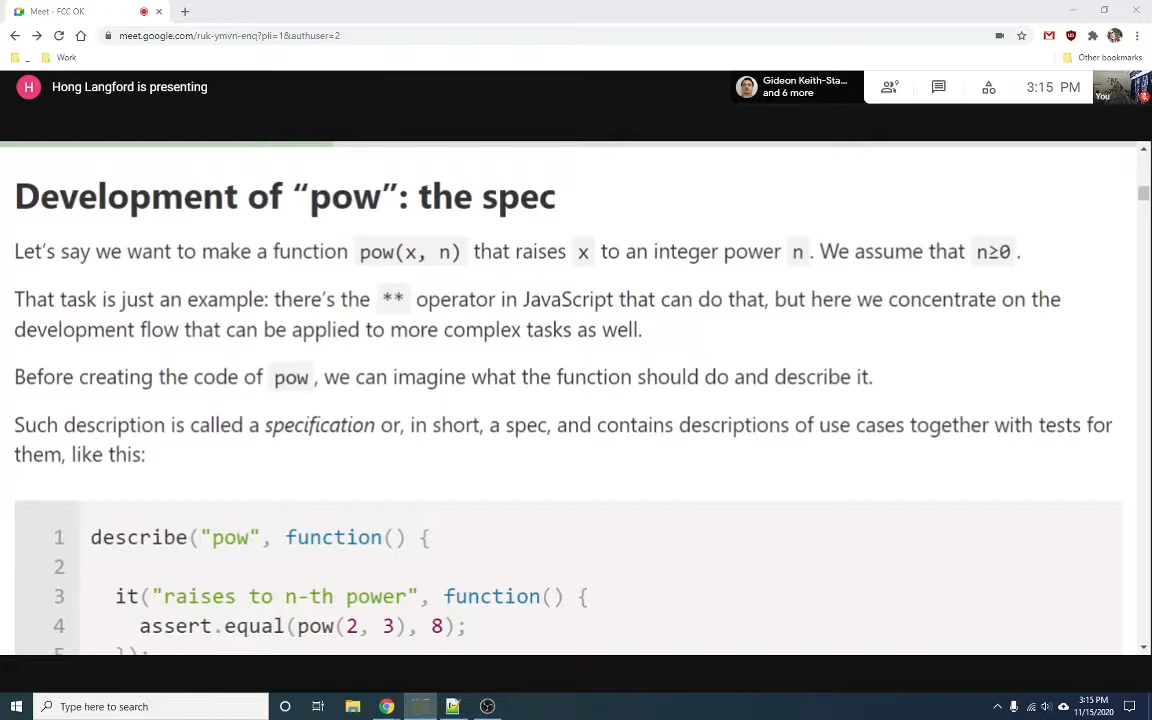 Meet - FCC OK
meet.google.com/ruk-ymvn-enq?pli=1&authuser=2
_ Work Other bookmarks
H Hong Langford is presenting
Gideon Keith-Sta...
and 6 more
3:15 PM
You
Development of “pow”: the spec
Let’s say we want to make a function pow(x, n) that raises x to an integer power n. We assume that n≥0.
That task is just an example: there’s the ** operator in JavaScript that can do that, but here we concentrate on the
development flow that can be applied to more complex tasks as well.
Before creating the code of pow, we can imagine what the function should do and describe it.
Such description is called a specification or, in short, a spec, and contains descriptions of use cases together with tests for
them, like this:
1 describe("pow", function() {
2
3 it("raises to n-th power", function() {
4 assert.equal(pow(2, 3), 8);
5 });
Type here to search
3:15 PM
11/15/2020